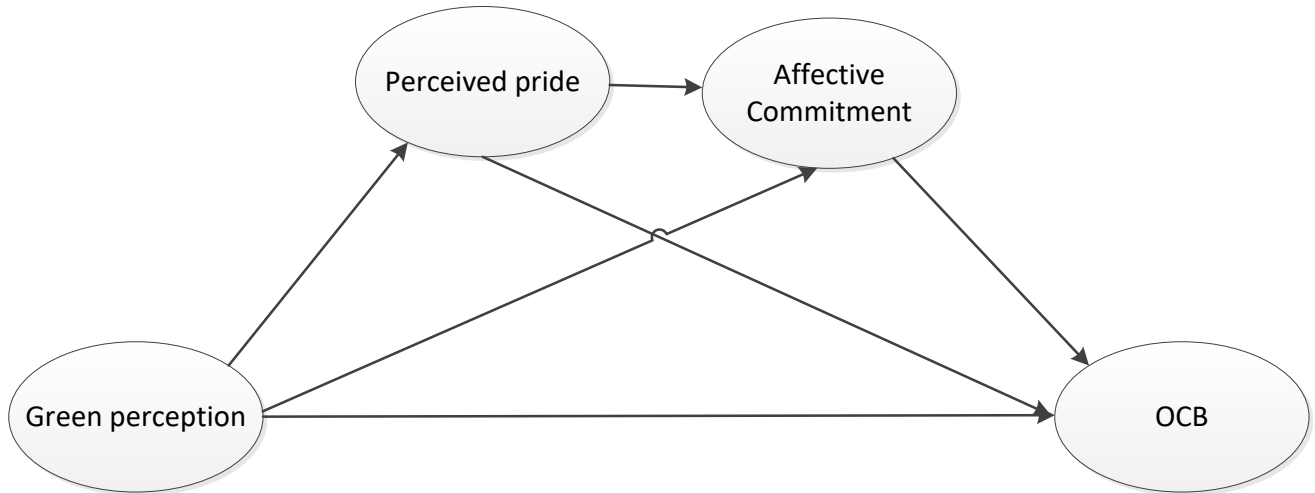 Perceived pride
Affective
Commitment
Green perception
OCB